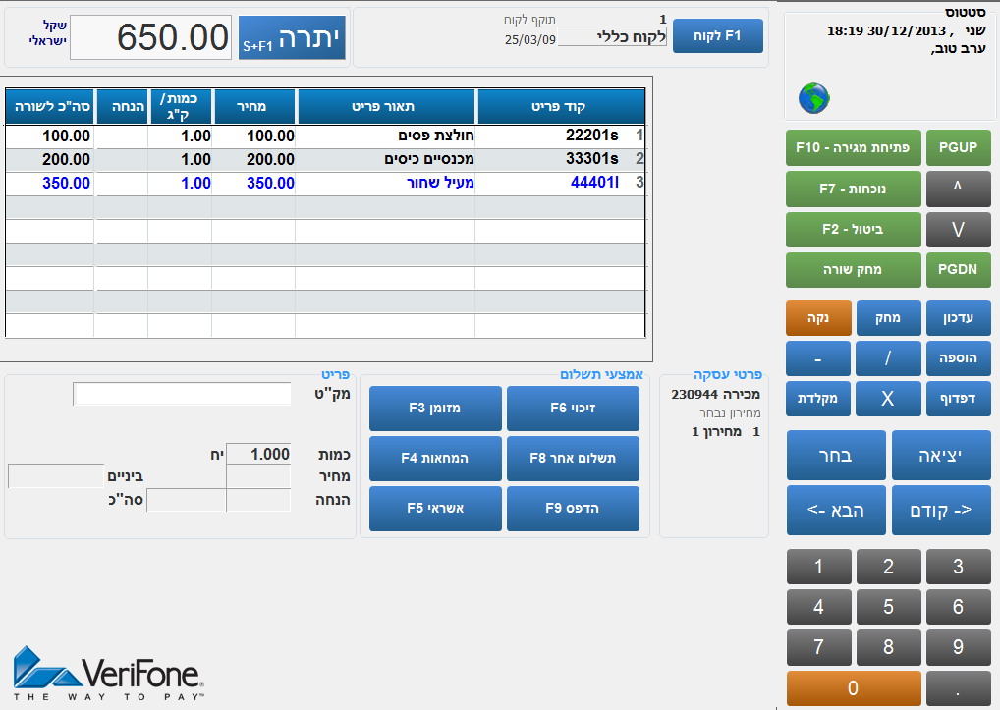 סטטוס
שני , 30/12/2013 18:19
ערב טוב,
F1 לקוח
1
תוקף לקוח
לקוח כללי
25/03/09
יתרה S+F1
650.00
שקל
ישראלי
קוד פריט תאור פריט מחיר כמות/ק"ג הנחה סה"כ לשורה
1 22201s חולצת פסים 100.00 1.00 100.00
2 33301s מכנסיים כיסים 200.00 1.00 200.00
3 44401l מעיל שחור 350.00 1.00 350.00
PGUP
פתיחת מגירה - F10
^
נוכחות - F7
V
ביטול - F2
PGDN
מחק שורה
עדכון מחק נקה
הוספה / -
דפדוף X מקלדת
יציאה בחר
<- קודם הבא ->
1 2 3
4 5 6
7 8 9
0 .
פרטי עסקה
מכירה 230944
מחירון נבחר
1 מחירון 1
אמצעי תשלום
זיכוי F6 מזומן F3
תשלום אחר F8 המחאות F4
הדפס F9 אשראי F5
פריט
מק"ט
כמות 1.000 יח
מחיר ביניים
הנחה סה"כ
VeriFone®
THE WAY TO PAY™